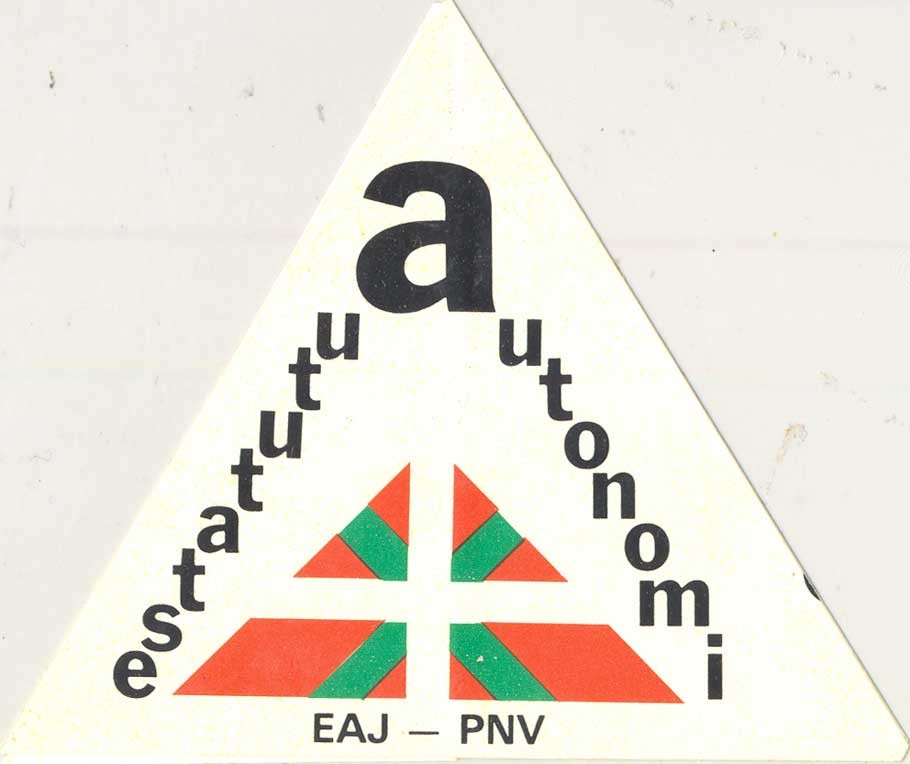 estatutu
autonomi
EAJ — PNV